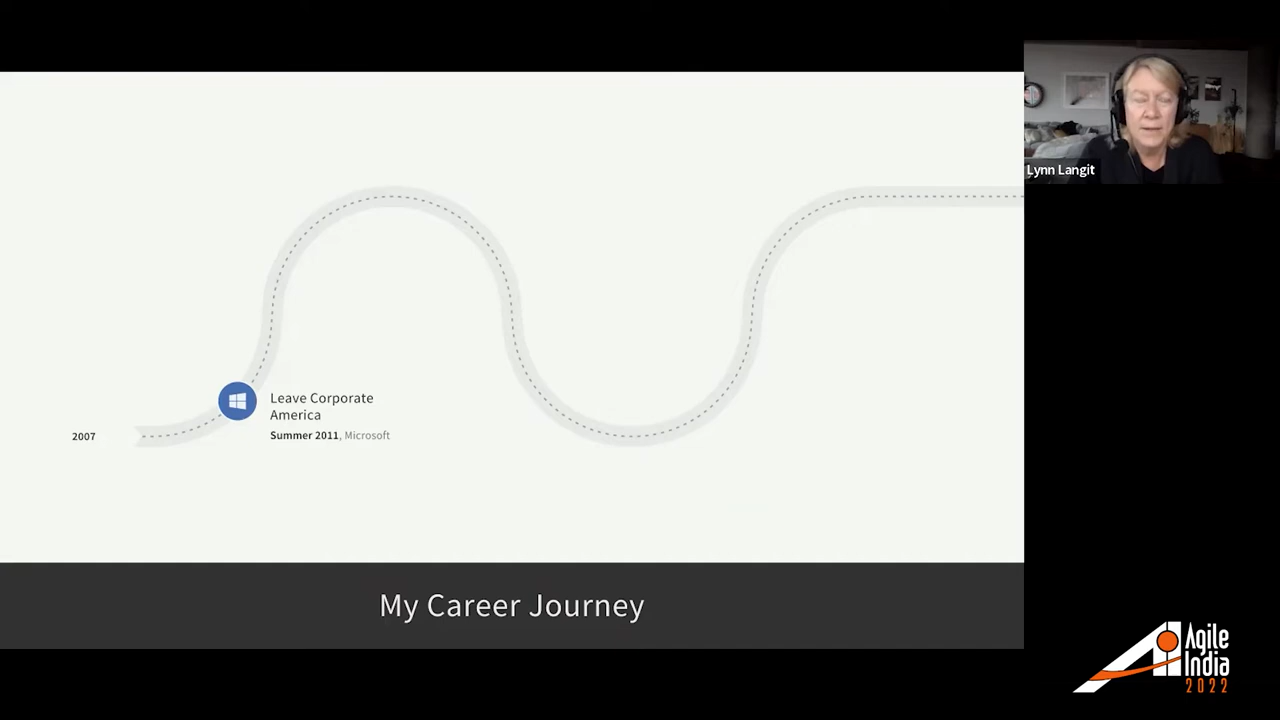 Lynn Langit
Leave Corporate
America
Summer 2011, Microsoft
2007
My Career Journey
Agile
India
2022